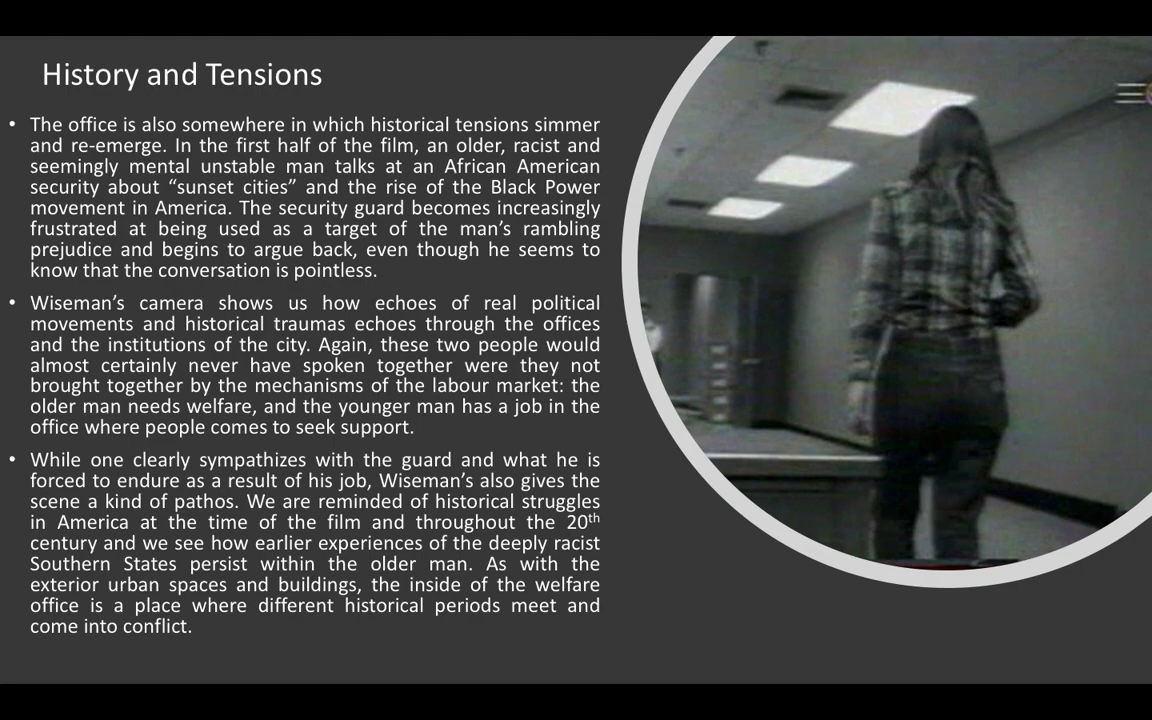 History and Tensions
• The office is also somewhere in which historical tensions simmer
and re-emerge. In the first half of the film, an older, racist and
seemingly mental unstable man talks at an African American
security about “sunset cities” and the rise of the Black Power
movement in America. The security guard becomes increasingly
frustrated at being used as a target of the man’s rambling
prejudice and begins to argue back, even though he seems to
know that the conversation is pointless.
• Wiseman’s camera shows us how echoes of real political
movements and historical traumas echoes through the offices
and the institutions of the city. Again, these two people would
almost certainly never have spoken together were they not
brought together by the mechanisms of the labour market: the
older man needs welfare, and the younger man has a job in the
office where people comes to seek support.
• While one clearly sympathizes with the guard and what he is
forced to endure as a result of his job, Wiseman’s also gives the
scene a kind of pathos. We are reminded of historical struggles
in America at the time of the film and throughout the 20th
century and we see how earlier experiences of the deeply racist
Southern States persist within the older man. As with the
exterior urban spaces and buildings, the inside of the welfare
office is a place where different historical periods meet and
come into conflict.